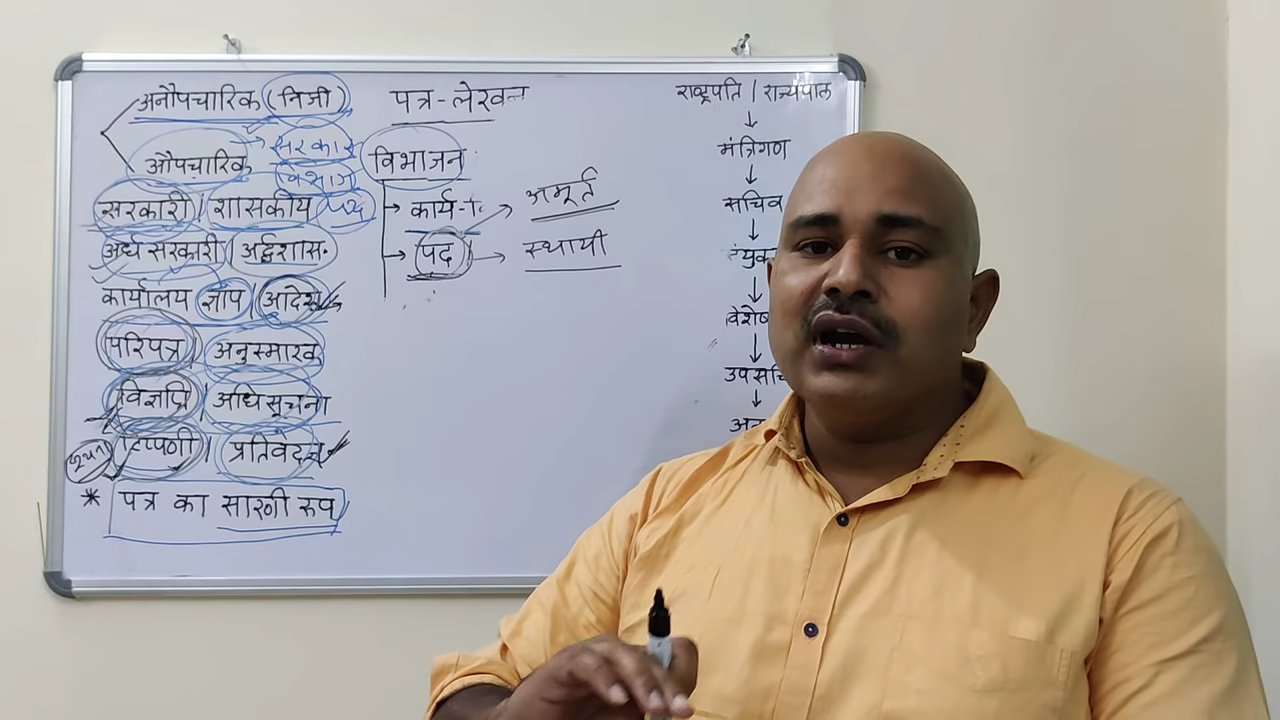 अनौपचारिक (निजी)
औपचारिक → सरकार
विभाग
सरकारी / शासकीय / पद
अर्ध सरकारी / अर्द्धशास॰
कार्यालय ज्ञाप / आदेश
परिपत्र / अनुस्मारक
विज्ञप्ति / अधिसूचना
टिप्पणी / प्रतिवेदन
सूचना
* पत्र का सारणी रुप
पत्र-लेखन
विभाजन
→ कार्य-
→ पद → अमूर्त
→ स्थायी
राष्ट्रपति / राज्यपाल
↓
मंत्रिगण
↓
सचिव
↓
↓
↓
↓